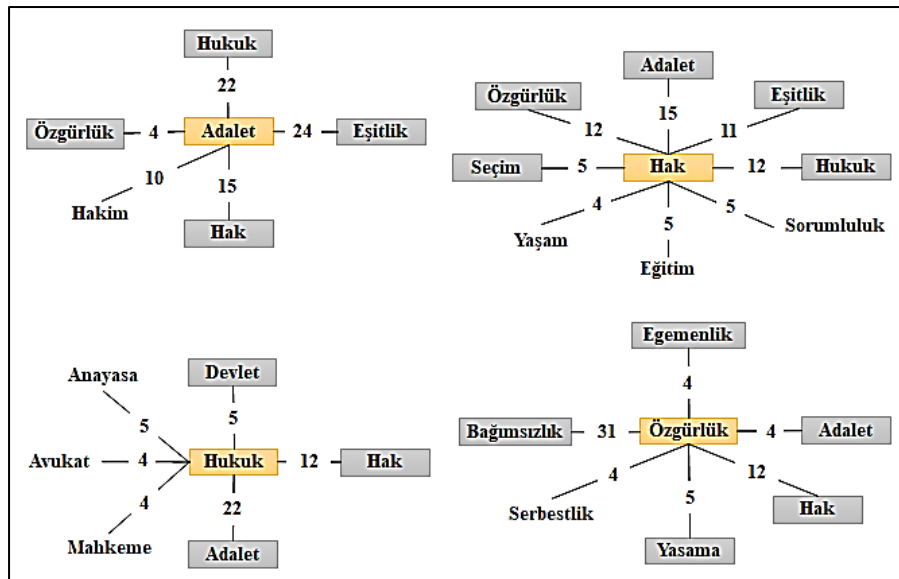 Hukuk
22
Özgürlük 4 Adalet 24 Eşitlik
10
15
Hakim
Hak
Adalet
Özgürlük
Eşitlik
15
12
11
Seçim 5 Hak 12 Hukuk
4
5
5
Yaşam
Sorumluluk
Eğitim
Devlet
Anayasa
5
5
Avukat 4 Hukuk 12 Hak
4
22
Mahkeme
Adalet
Egemenlik
4
Bağımsızlık 31 Özgürlük 4 Adalet
4
12
5
Serbestlik
Hak
Yasama